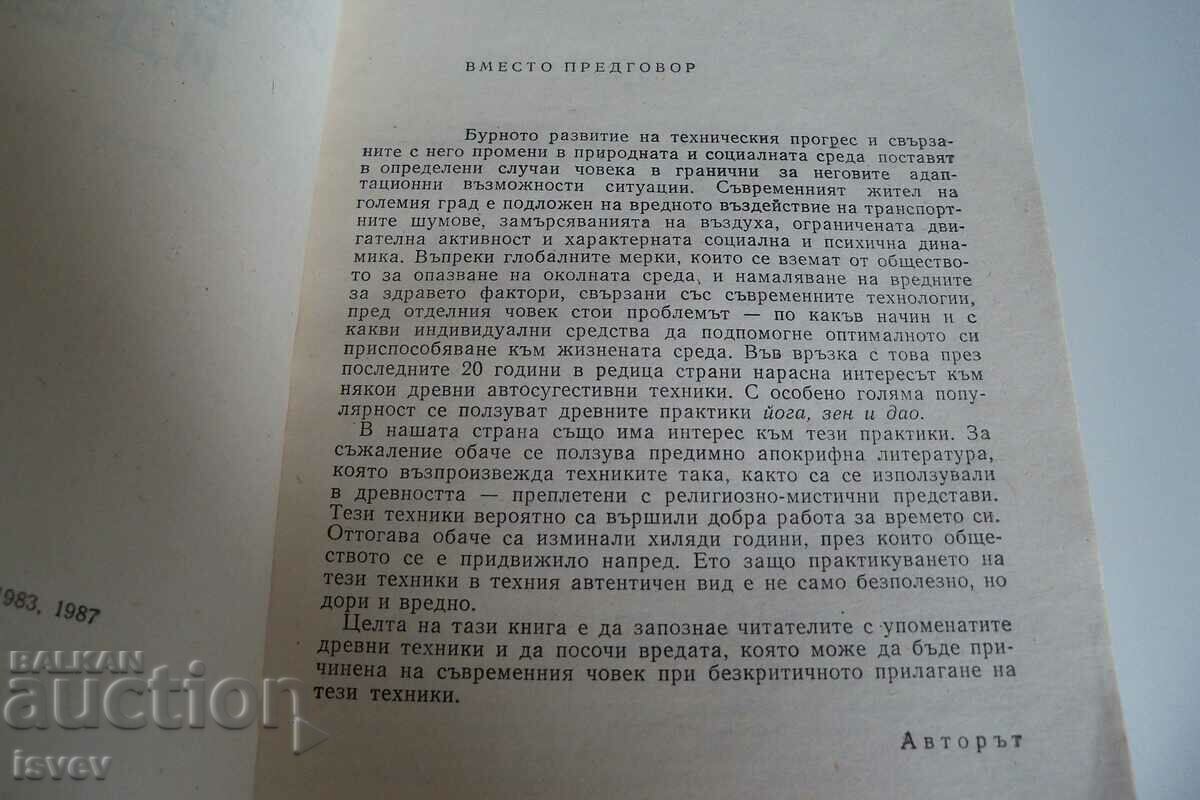 ВМЕСТО ПРЕДГОВОР
Бурното развитие на техническия прогрес и свърза-
ните с него промени в природната и социалната среда поставят
в определени случаи човека в гранични за неговите адап-
тационни възможности ситуации. Съвременният жител на
големия град е подложен на вредното въздействие на транспорт-
ните шумове, замърсяванията на въздуха, ограничената дви-
гателна активност и характерната социална и психична дина-
мика. Въпреки глобалните мерки, които се вземат от общество-
то за опазване на околната среда, и намаляване на вредните
за здравето фактори, свързани със съвременните технологии,
пред отделния човек стои проблемът — по какъв начин и с
какви индивидуални средства да подпомогне оптималното си
приспособяване към жизнената среда. Във връзка с това през
последните 20 години в редица страни нарасна интересът към
някои древни автосугестивни техники. С особено голяма попу-
лярност се ползуват древните практики йога, зен и дао.
В нашата страна също има интерес към тези практики. За
съжаление обаче се ползува предимно апокрифна литература,
която възпроизвежда техниките така, както са се използували
в древността — преплетени с религиозно-мистични представи.
Тези техники вероятно са вършили добра работа за времето си.
Оттогава обаче са изминали хиляди години, през които обще-
ството се е придвижило напред. Ето защо практикуването на
тези техники в техния автентичен вид е не само безполезно, но
дори и вредно.
Целта на тази книга е да запознае читателите с упоменатите
древни техники и да посочи вредата, която може да бъде при-
чинена на съвременния човек при безкритичното прилагане на
тези техники.
Авторът
1983, 1987
BALKAN
auction
isvev